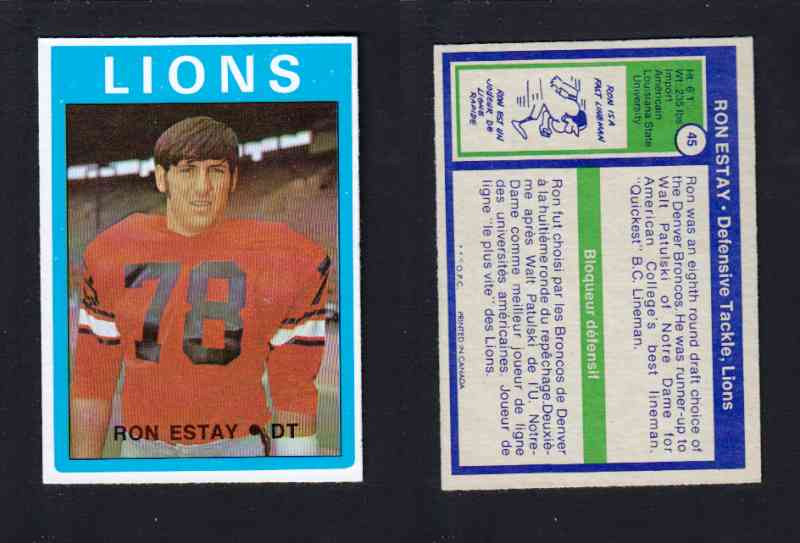 LIONS
78
RON ESTAY • DT
RON ESTAY • Defensive Tackle, Lions
45
Ht. 6'1"
Wt. 235 lbs
Import
Américain
Louisiana State
University
RON IS A
FAST LINEMAN
RON EST UN
JOUEUR DE
LIGNE
RAPIDE
Ron was an eighth round draft choice of
the Denver Broncos. He was runner-up to
Walt Patulski of Notre Dame for
American College's best lineman.
"Quickest" B.C. Lineman.
Bloqueur défensif
Ron fut choisi par les Broncos de Denver
à la huitième ronde du repêchage. Deuxiè-
me après Walt Patulski de l'U. Notre-
Dame comme meilleur joueur de ligne
des universités américaines. Joueur de
ligne "le plus vite" des Lions.
O.P.C. PRINTED IN CANADA